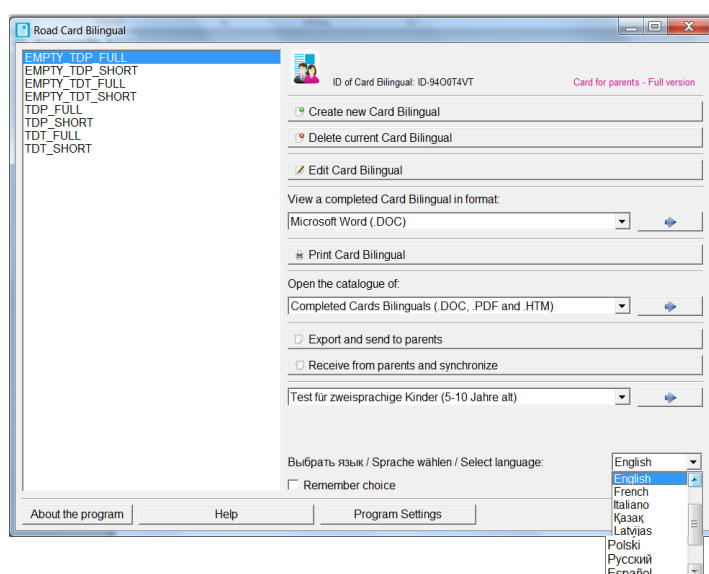 Road Card Bilingual
EMPTY_TDP_FULL
EMPTY_TDP_SHORT
EMPTY_TDT_FULL
EMPTY_TDT_SHORT
TDP_FULL
TDP_SHORT
TDT_FULL
TDT_SHORT
ID of Card Bilingual: ID-94O0T4VT
Card for parents - Full version
Create new Card Bilingual
Delete current Card Bilingual
Edit Card Bilingual
View a completed Card Bilingual in format:
Microsoft Word (.DOC)
Print Card Bilingual
Open the catalogue of:
Completed Cards Bilinguals (.DOC, .PDF and .HTM)
Export and send to parents
Receive from parents and synchronize
Test für zweisprachige Kinder (5-10 Jahre alt)
Выбрать язык / Sprache wählen / Select language:
English
Remember choice
English
French
Italiano
Қазақ
Latvijas
Polski
Русский
Español
About the program
Help
Program Settings